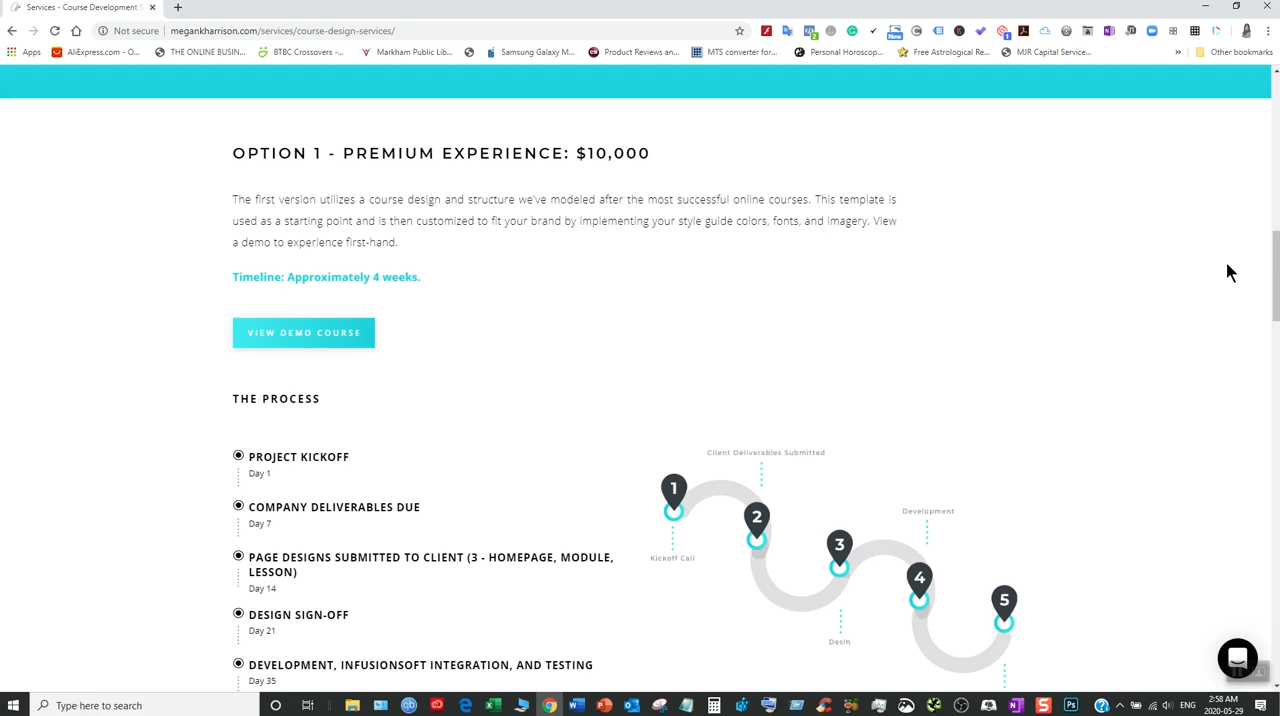 Services - Course Development S
Not secure | megankharrison.com/services/course-design-services/
New
2
1
Apps
AliExpress.com - O...
THE ONLINE BUSIN...
BTBC Crossovers -...
Markham Public Lib...
Samsung Galaxy M...
Product Reviews an...
MTS converter for...
Personal Horoscop...
Free Astrological Re...
MJR Capital Service...
»
Other bookmarks
OPTION 1 - PREMIUM EXPERIENCE: $10,000
The first version utilizes a course design and structure we've modeled after the most successful online courses. This template is
used as a starting point and is then customized to fit your brand by implementing your style guide colors, fonts, and imagery. View
a demo to experience first-hand.
Timeline: Approximately 4 weeks.
VIEW DEMO COURSE
THE PROCESS
PROJECT KICKOFF
Day 1
COMPANY DELIVERABLES DUE
Day 7
PAGE DESIGNS SUBMITTED TO CLIENT (3 - HOMEPAGE, MODULE,
LESSON)
Day 14
DESIGN SIGN-OFF
Day 21
DEVELOPMENT, INFUSIONSOFT INTEGRATION, AND TESTING
Day 35
Client Deliverables Submitted
1
2
Kickoff Call
3
Development
4
5
Desin
Type here to search
2:58 AM
2020-05-29